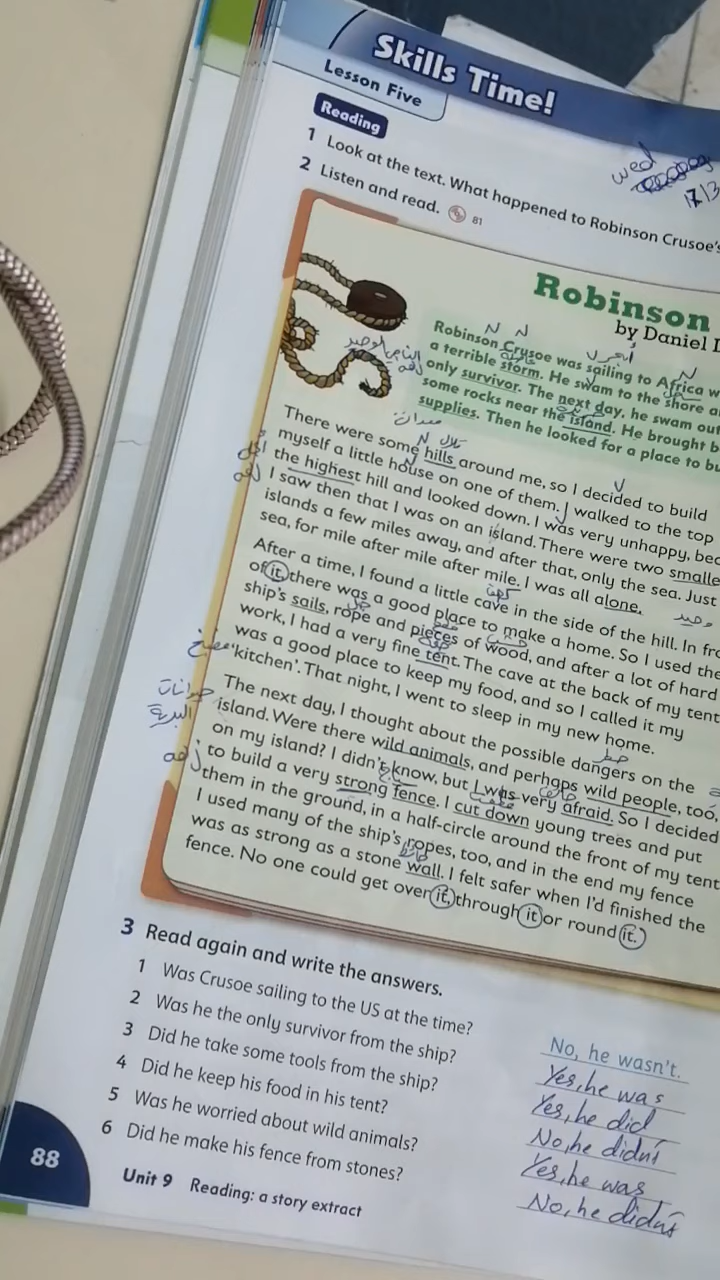 Skills Time!
Lesson Five
Reading
1 Look at the text. What happened to Robinson Crusoe's
2 Listen and read. 81
wed
Robinson
by Daniel
Robinson Crusoe was sailing to Africa
a terrible storm. He swam to the shore
only survivor. The next day, he swam out
some rocks near the island. He brought
supplies. Then he looked for a place to
There were some hills around me, so I decided to build
myself a little house on one of them. I walked to the top
the highest hill and looked down. I was very unhappy,
I saw then that I was on an island. There were two
islands a few miles away, and after that, only the sea. Just
sea, for mile after mile after mile. I was all alone.
After a time, I found a little cave in the side of the hill. In
of it, there was a good place to make a home. So I used the
ship's sails, rope and pieces of wood, and after a lot of hard
work, I had a very fine tent. The cave at the back of my tent
was a good place to keep my food, and so I called it my
'kitchen'. That night, I went to sleep in my new home.
The next day, I thought about the possible dangers on the
island. Were there wild animals, and perhaps wild people, too,
on my island? I didn't know, but I was very afraid. So I decided
to build a very strong fence. I cut down young trees and put
them in the ground, in a half-circle around the front of my tent
I used many of the ship's ropes, too, and in the end my fence
was as strong as a stone wall. I felt safer when I'd finished the
fence. No one could get over it, through it or round it.
وحيد
مطبخ
حيوانات
البرية
خطر
3 Read again and write the answers.
1 Was Crusoe sailing to the US at the time? No, he wasn't.
2 Was he the only survivor from the ship? Yes, he was
3 Did he take some tools from the ship? Yes, he did
4 Did he keep his food in his tent? No, he didn't
5 Was he worried about wild animals? Yes, he was
6 Did he make his fence from stones? No, he didn't
88 Unit 9 Reading: a story extract